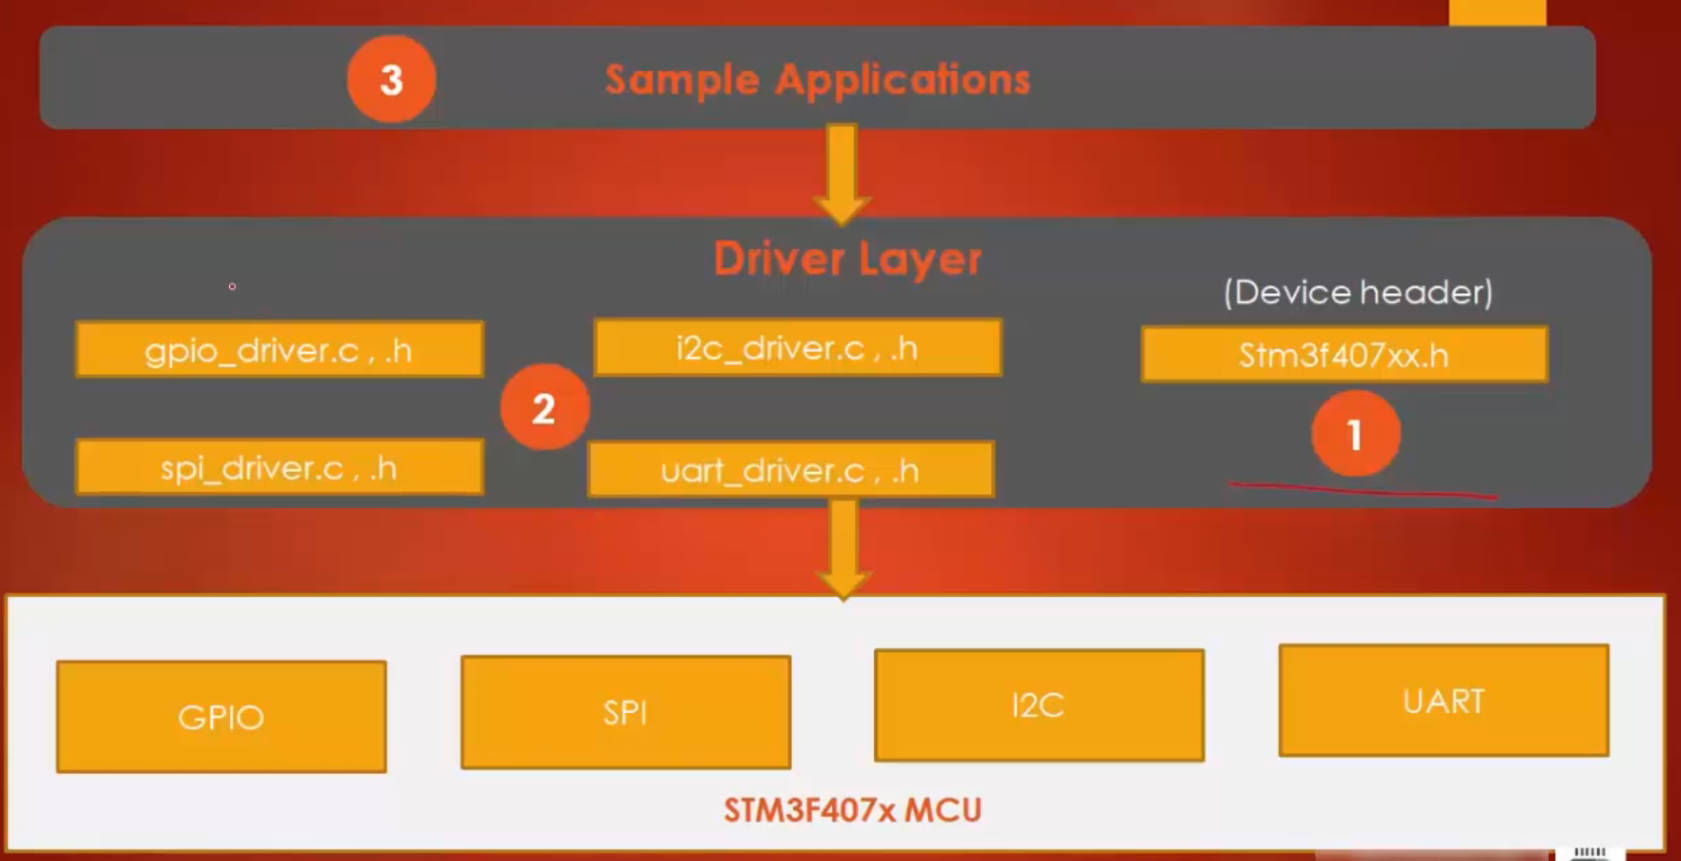 3
Sample Applications
Driver Layer
(Device header)
gpio_driver.c , .h
i2c_driver.c , .h
Stm3f407xx.h
2
1
spi_driver.c , .h
uart_driver.c , .h
GPIO
SPI
I2C
UART
STM3F407x MCU